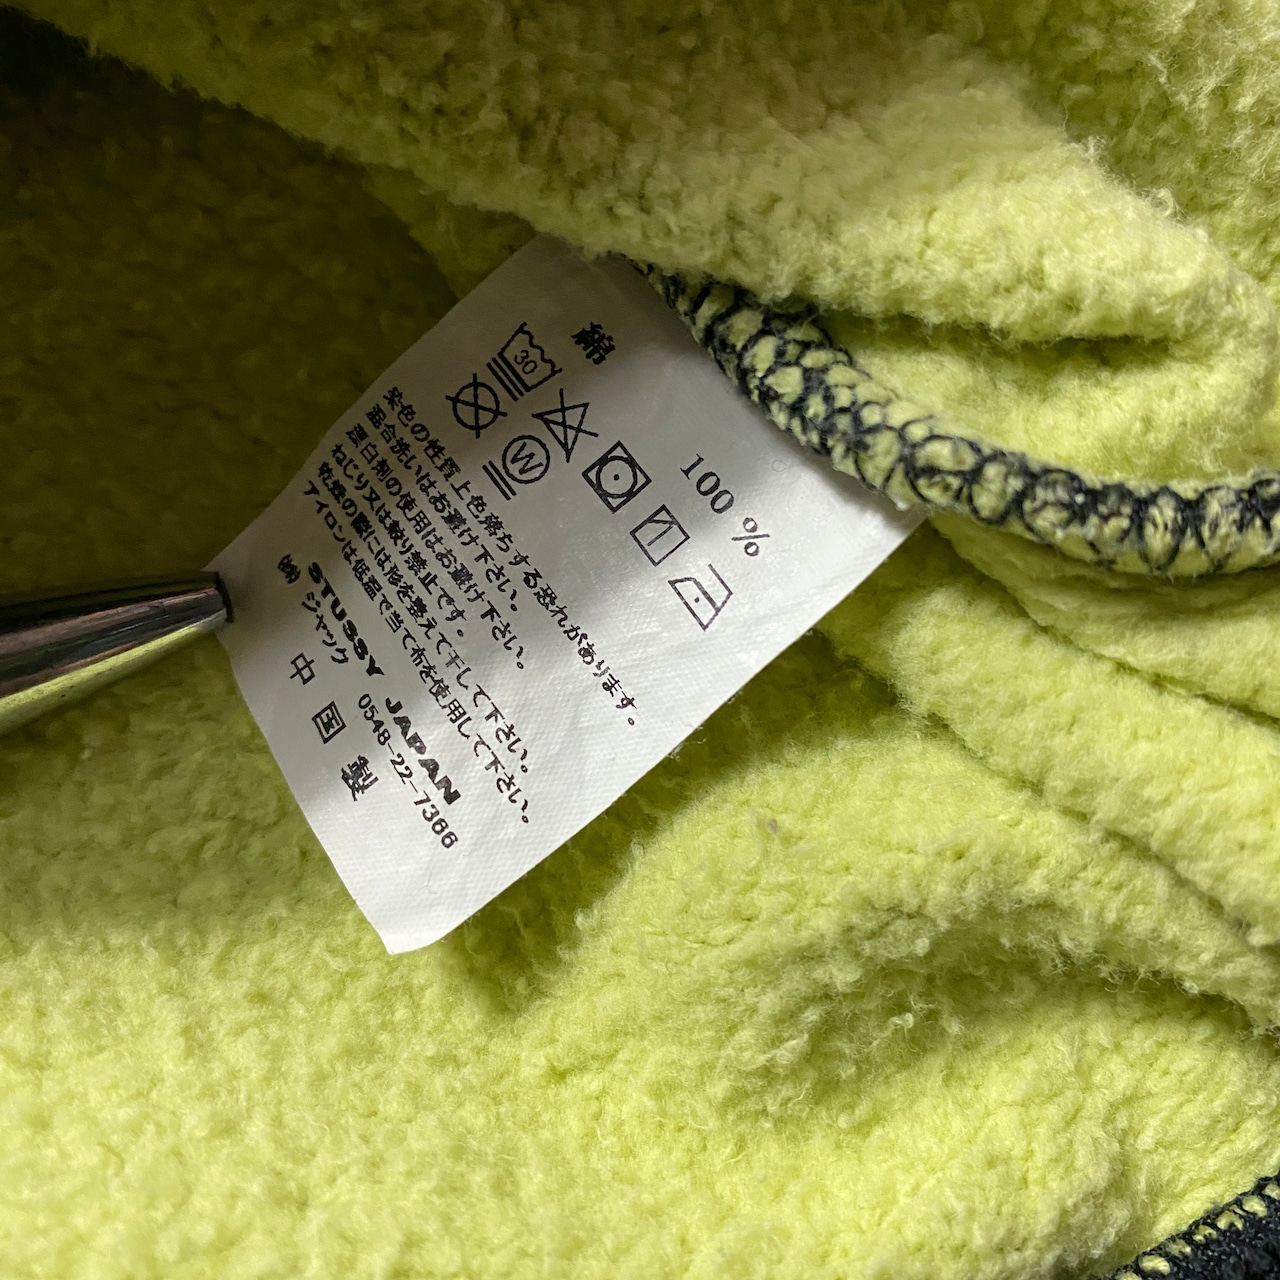 綿 100 %
30
W
染色の性質上色落ちする恐れがあります。
混合洗いはお避け下さい。
漂白剤の使用はお避け下さい。
ねじり又は絞り禁止です。
乾燥の際には形を整えて干して下さい。
アイロンは低温で当て布を使用して下さい。
STUSSY JAPAN
㈱ジャック 0548-22-7366
中国製